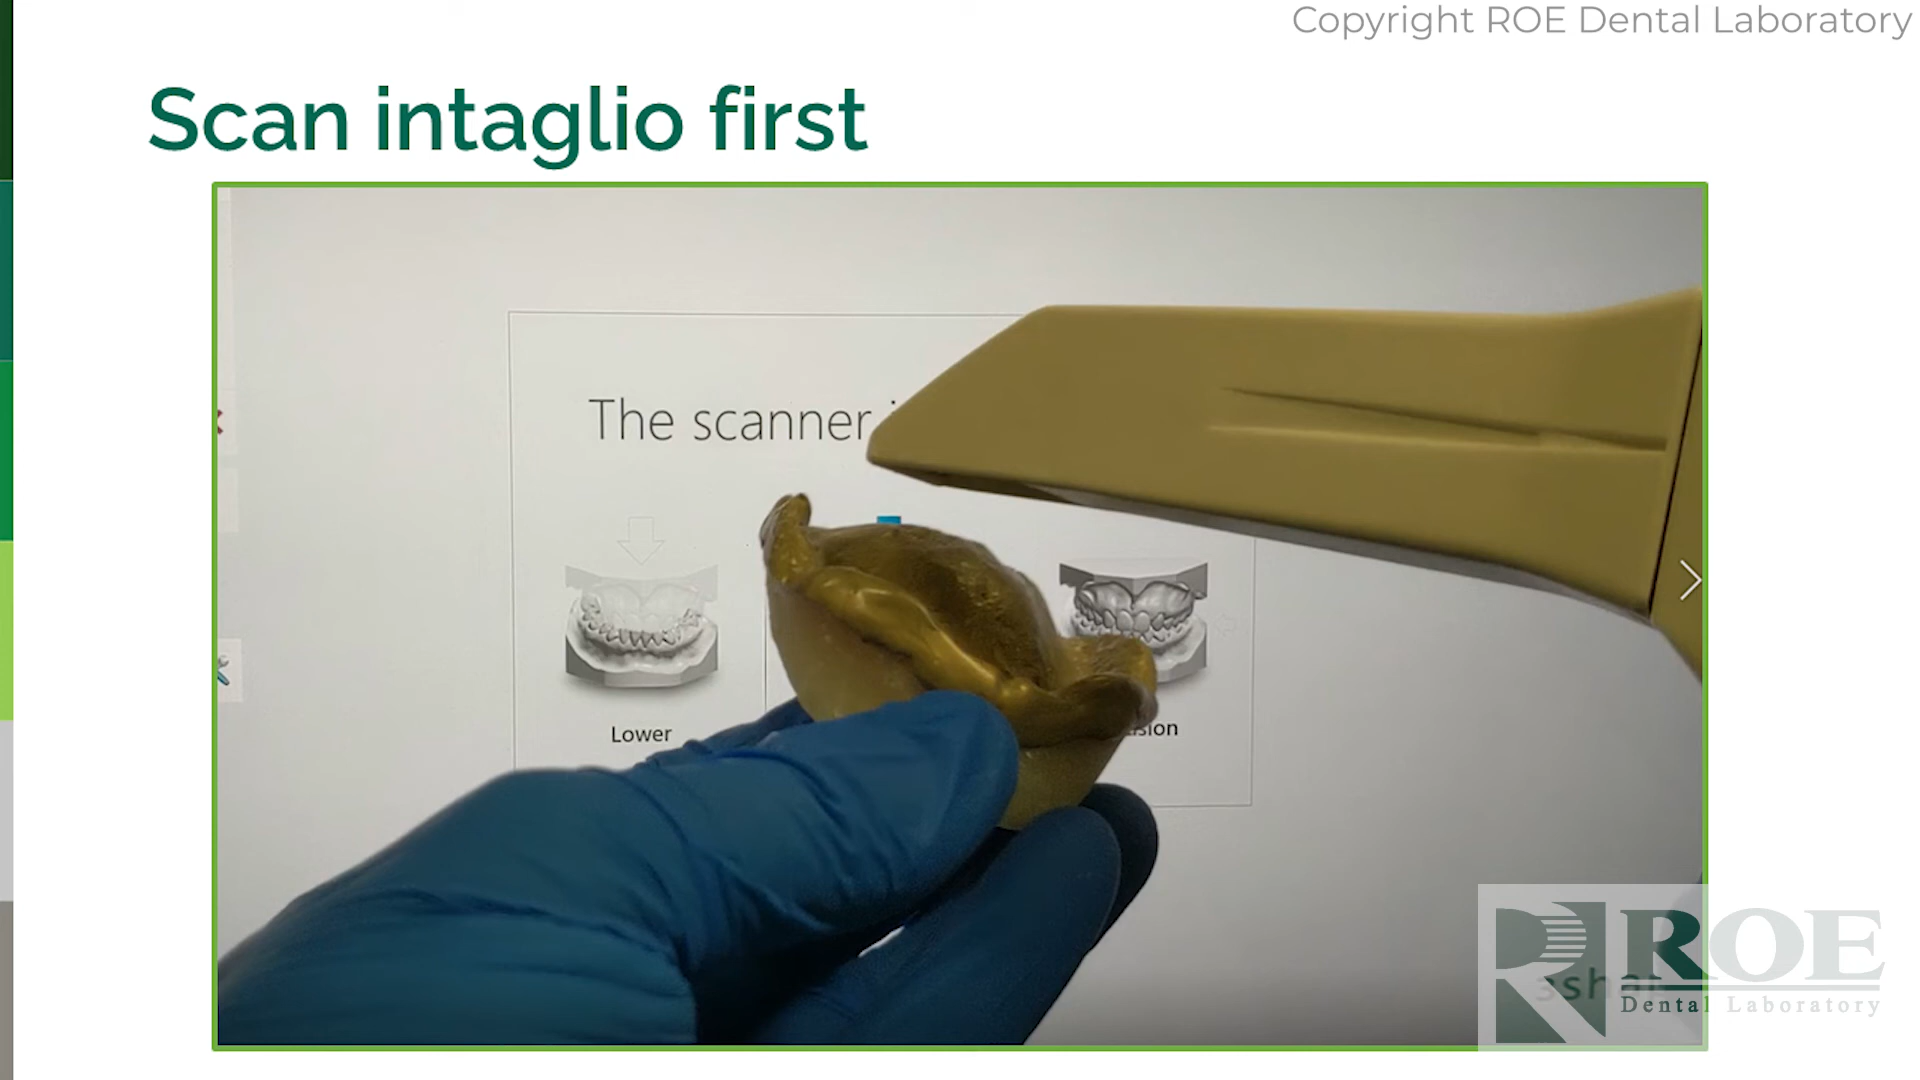 Copyright ROE Dental Laboratory
Scan intaglio first
The scanner
Lower
ROE
Dental Laboratory